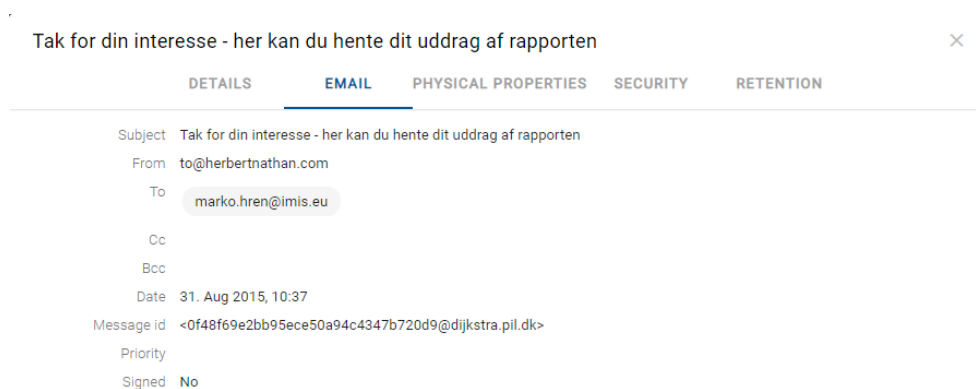 Tak for din interesse - her kan du hente dit uddrag af rapporten
DETAILS EMAIL PHYSICAL PROPERTIES SECURITY RETENTION
Subject Tak for din interesse - her kan du hente dit uddrag af rapporten
From to@herbertnathan.com
To marko.hren@imis.eu
Cc
Bcc
Date 31. Aug 2015, 10:37
Message id <0f48f69e2bb95ece50a94c4347b720d9@dijkstra.pil.dk>
Priority
Signed No